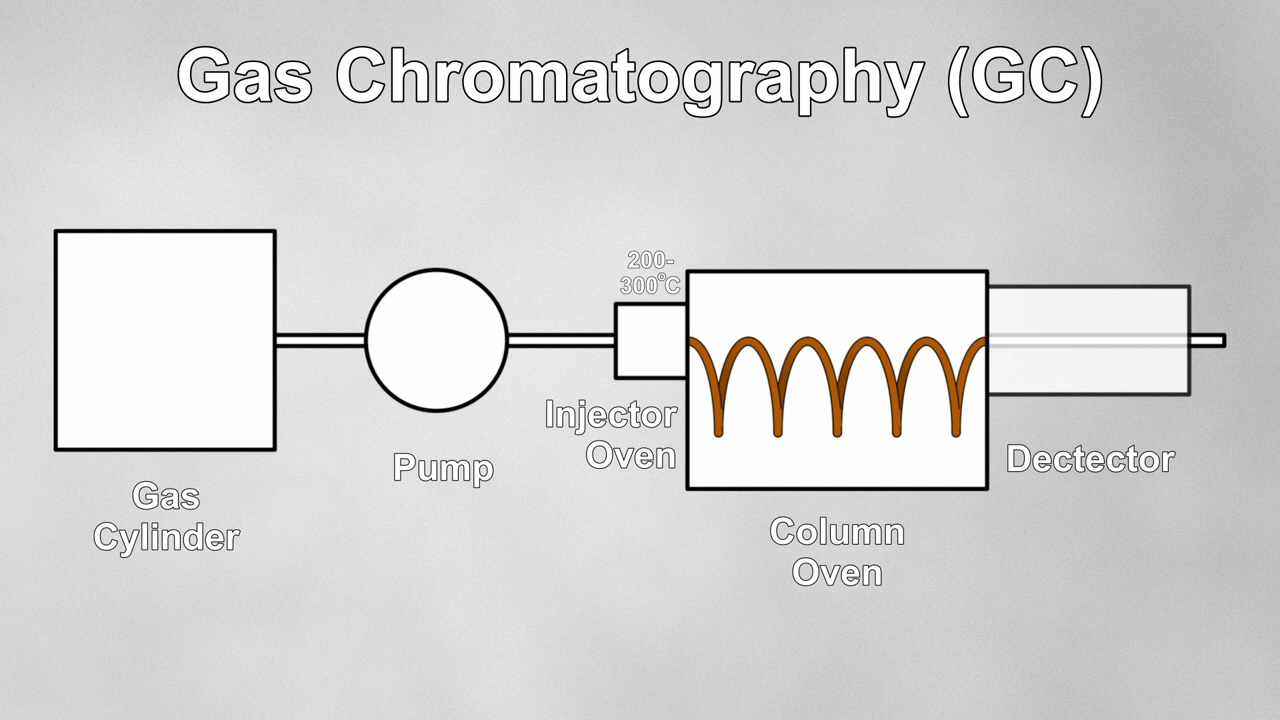 Gas Chromatography (GC)
200-
300°C
Injector
Oven
Pump
Dectector
Gas
Cylinder
Column
Oven